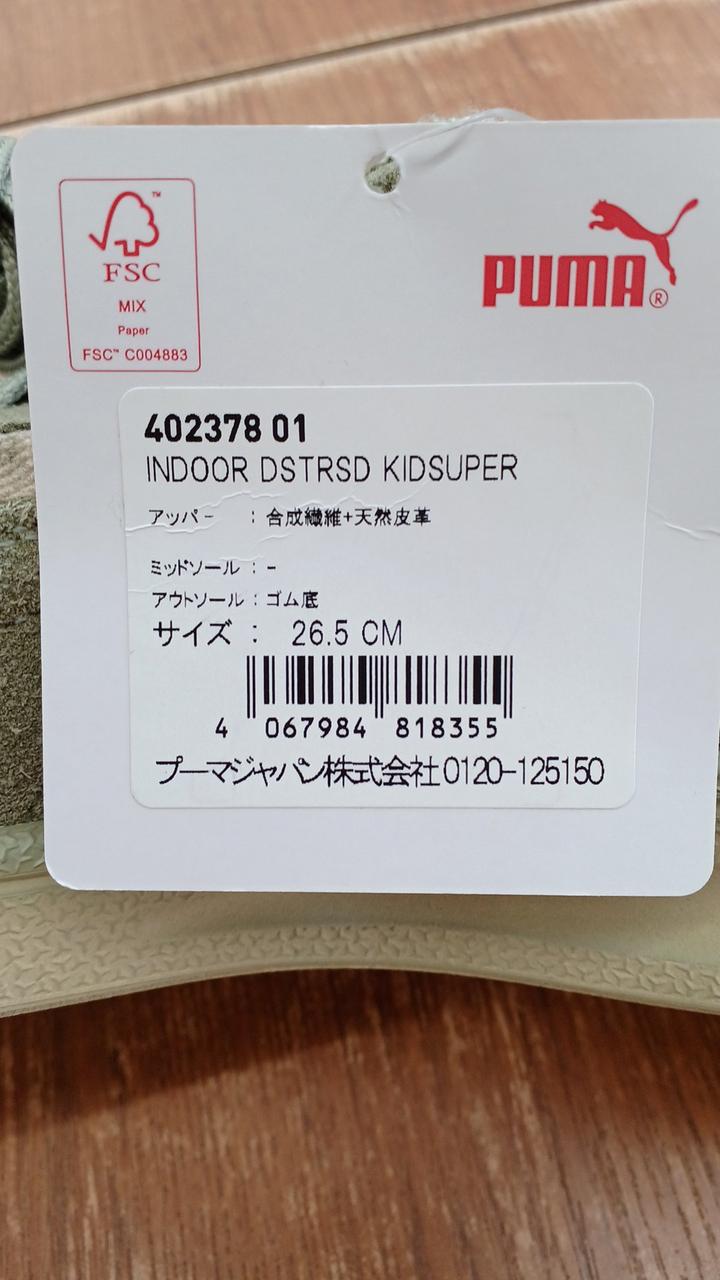 FSC
MIX
Paper
FSC™ C004883
PUMA®
402378 01
INDOOR DSTRSD KIDSUPER
アッパー : 合成繊維+天然皮革
ミッドソール : -
アウトソール : ゴム底
サイズ : 26.5 CM
4 067984 818355
プーマジャパン株式会社0120-125150